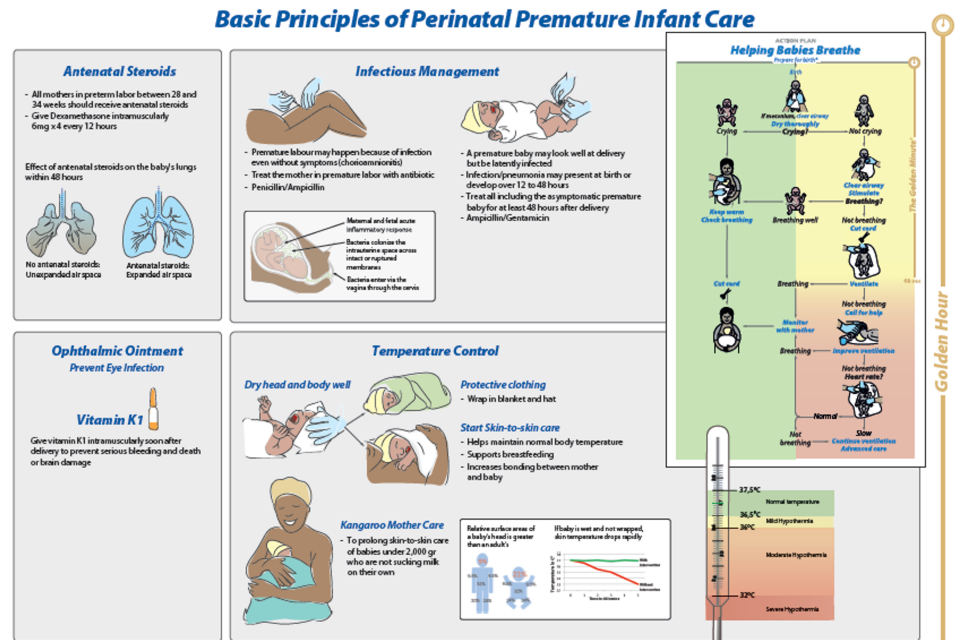 Basic Principles of Perinatal Premature Infant Care
Antenatal Steroids
- All mothers in preterm labor between 28 and
34 weeks should receive antenatal steroids
- Give Dexamethasone intramuscularly
6mg x4 every 12 hours
Effect of antenatal steroids on the baby's lungs
within 48 hours
No antenatal steroids:
Unexpanded air space
Antenatal steroids:
Expanded air space
Infectious Management
- Premature labour may happen because of infection
even without symptoms (chorioamnionitis)
- Treat the mother in premature labor with antibiotic
- Penicillin/Ampicillin
Maternal and fetal acute
inflammatory response
Bacteria colonize the
intrauterine space across
intact or ruptured
membranes
Bacteria enter via the
vagina through the cervix
- A premature baby may look well at delivery
but be latently infected
- Infection/pneumonia may present at birth or
develop over 12 to 48 hours
- Treat all including the asymptomatic premature
baby for at least 48 hours after delivery
- Ampicillin/Gentamicin
ACTION PLAN
Helping Babies Breathe
Prepare for birth*
Birth
If meconium, clear airway
Dry thoroughly
Crying
Crying?
Not crying
Clear airway
Stimulate
Breathing?
Keep warm
Check breathing
Breathing well
Not breathing
Cut cord
Cut cord
Breathing
Ventilate
Not breathing
Call for help
Monitor
with mother
Breathing
Improve ventilation
Not breathing
Heart rate?
Normal
Slow
Not
breathing
Continue ventilation
Advanced care
The Golden Minute
Golden Hour
Ophthalmic Ointment
Prevent Eye Infection
Vitamin K1
Give vitamin K1 intramuscularly soon after
delivery to prevent serious bleeding and death
or brain damage
Temperature Control
Dry head and body well
Protective clothing
- Wrap in blanket and hat
Start Skin-to-skin care
- Helps maintain normal body temperature
- Supports breastfeeding
- Increases bonding between mother
and baby
Kangaroo Mother Care
- To prolong skin-to-skin care
of babies under 2,000 gr
who are not sucking milk
on their own
Relative surface areas of
a baby's head is greater
than an adult's
If baby is wet and not wrapped,
skin temperature drops rapidly
37,5°C
Normal temperature
36,5°C
Mild Hypothermia
36°C
Moderate Hypothermia
32°C
Severe Hypothermia